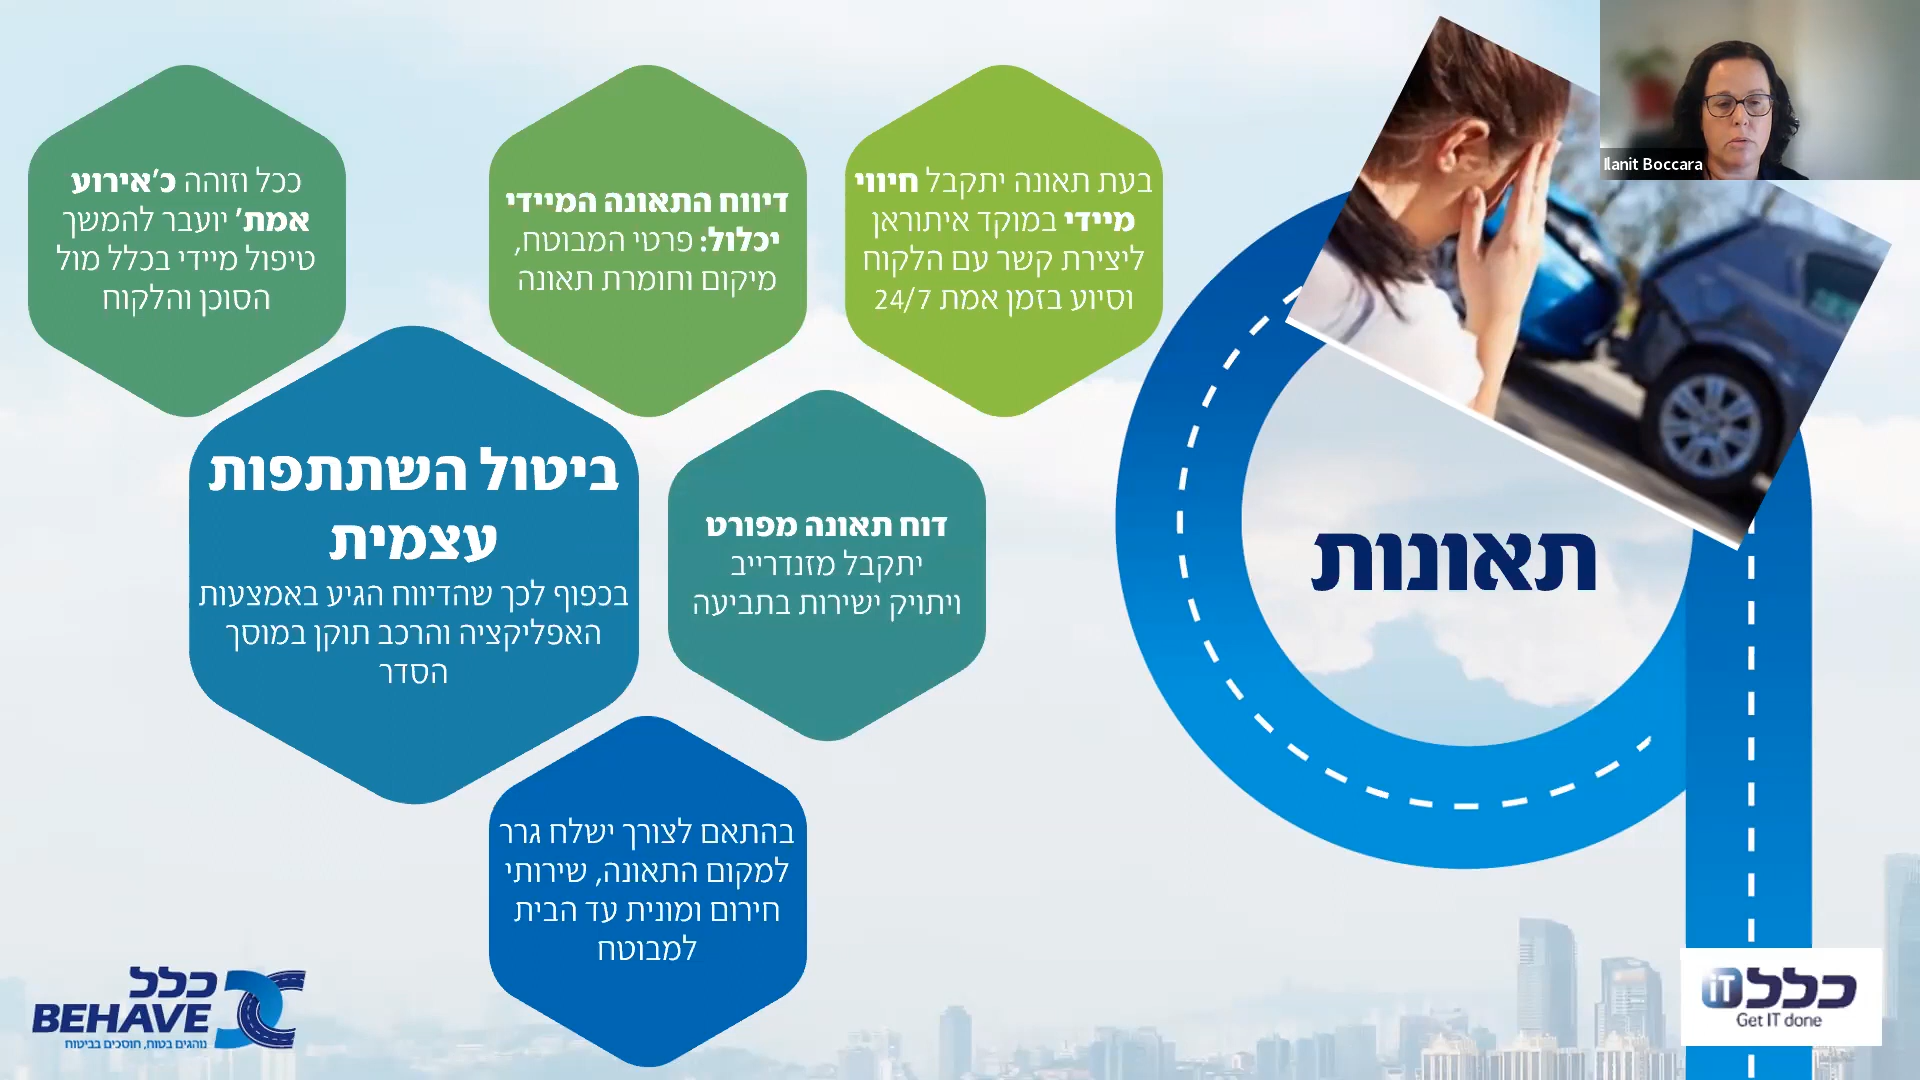 Ilanit Boccara
תאונות
בעת תאונה יתקבל חיווי
מיידי במוקד איתוראן
ליצירת קשר עם הלקוח
וסיוע בזמן אמת 24/7
דיווח התאונה המיידי
יכלול: פרטי המבוטח,
מיקום וחומרת תאונה
ככל וזוהה כ'אירוע
אמת' יועבר להמשך
טיפול מיידי בכלל מול
הסוכן והלקוח
דוח תאונה מפורט
יתקבל מזנדרייב
ויתויק ישירות בתביעה
ביטול השתתפות
עצמית
בכפוף לכך שהדיווח הגיע באמצעות
האפליקציה והרכב תוקן במוסך
הסדר
בהתאם לצורך ישלח גרר
למקום התאונה, שירותי
חירום ומונית עד הבית
למבוטח
כלל
BEHAVE
נוהגים בטוח, חוסכים בביטוח
כלל iT
Get IT done